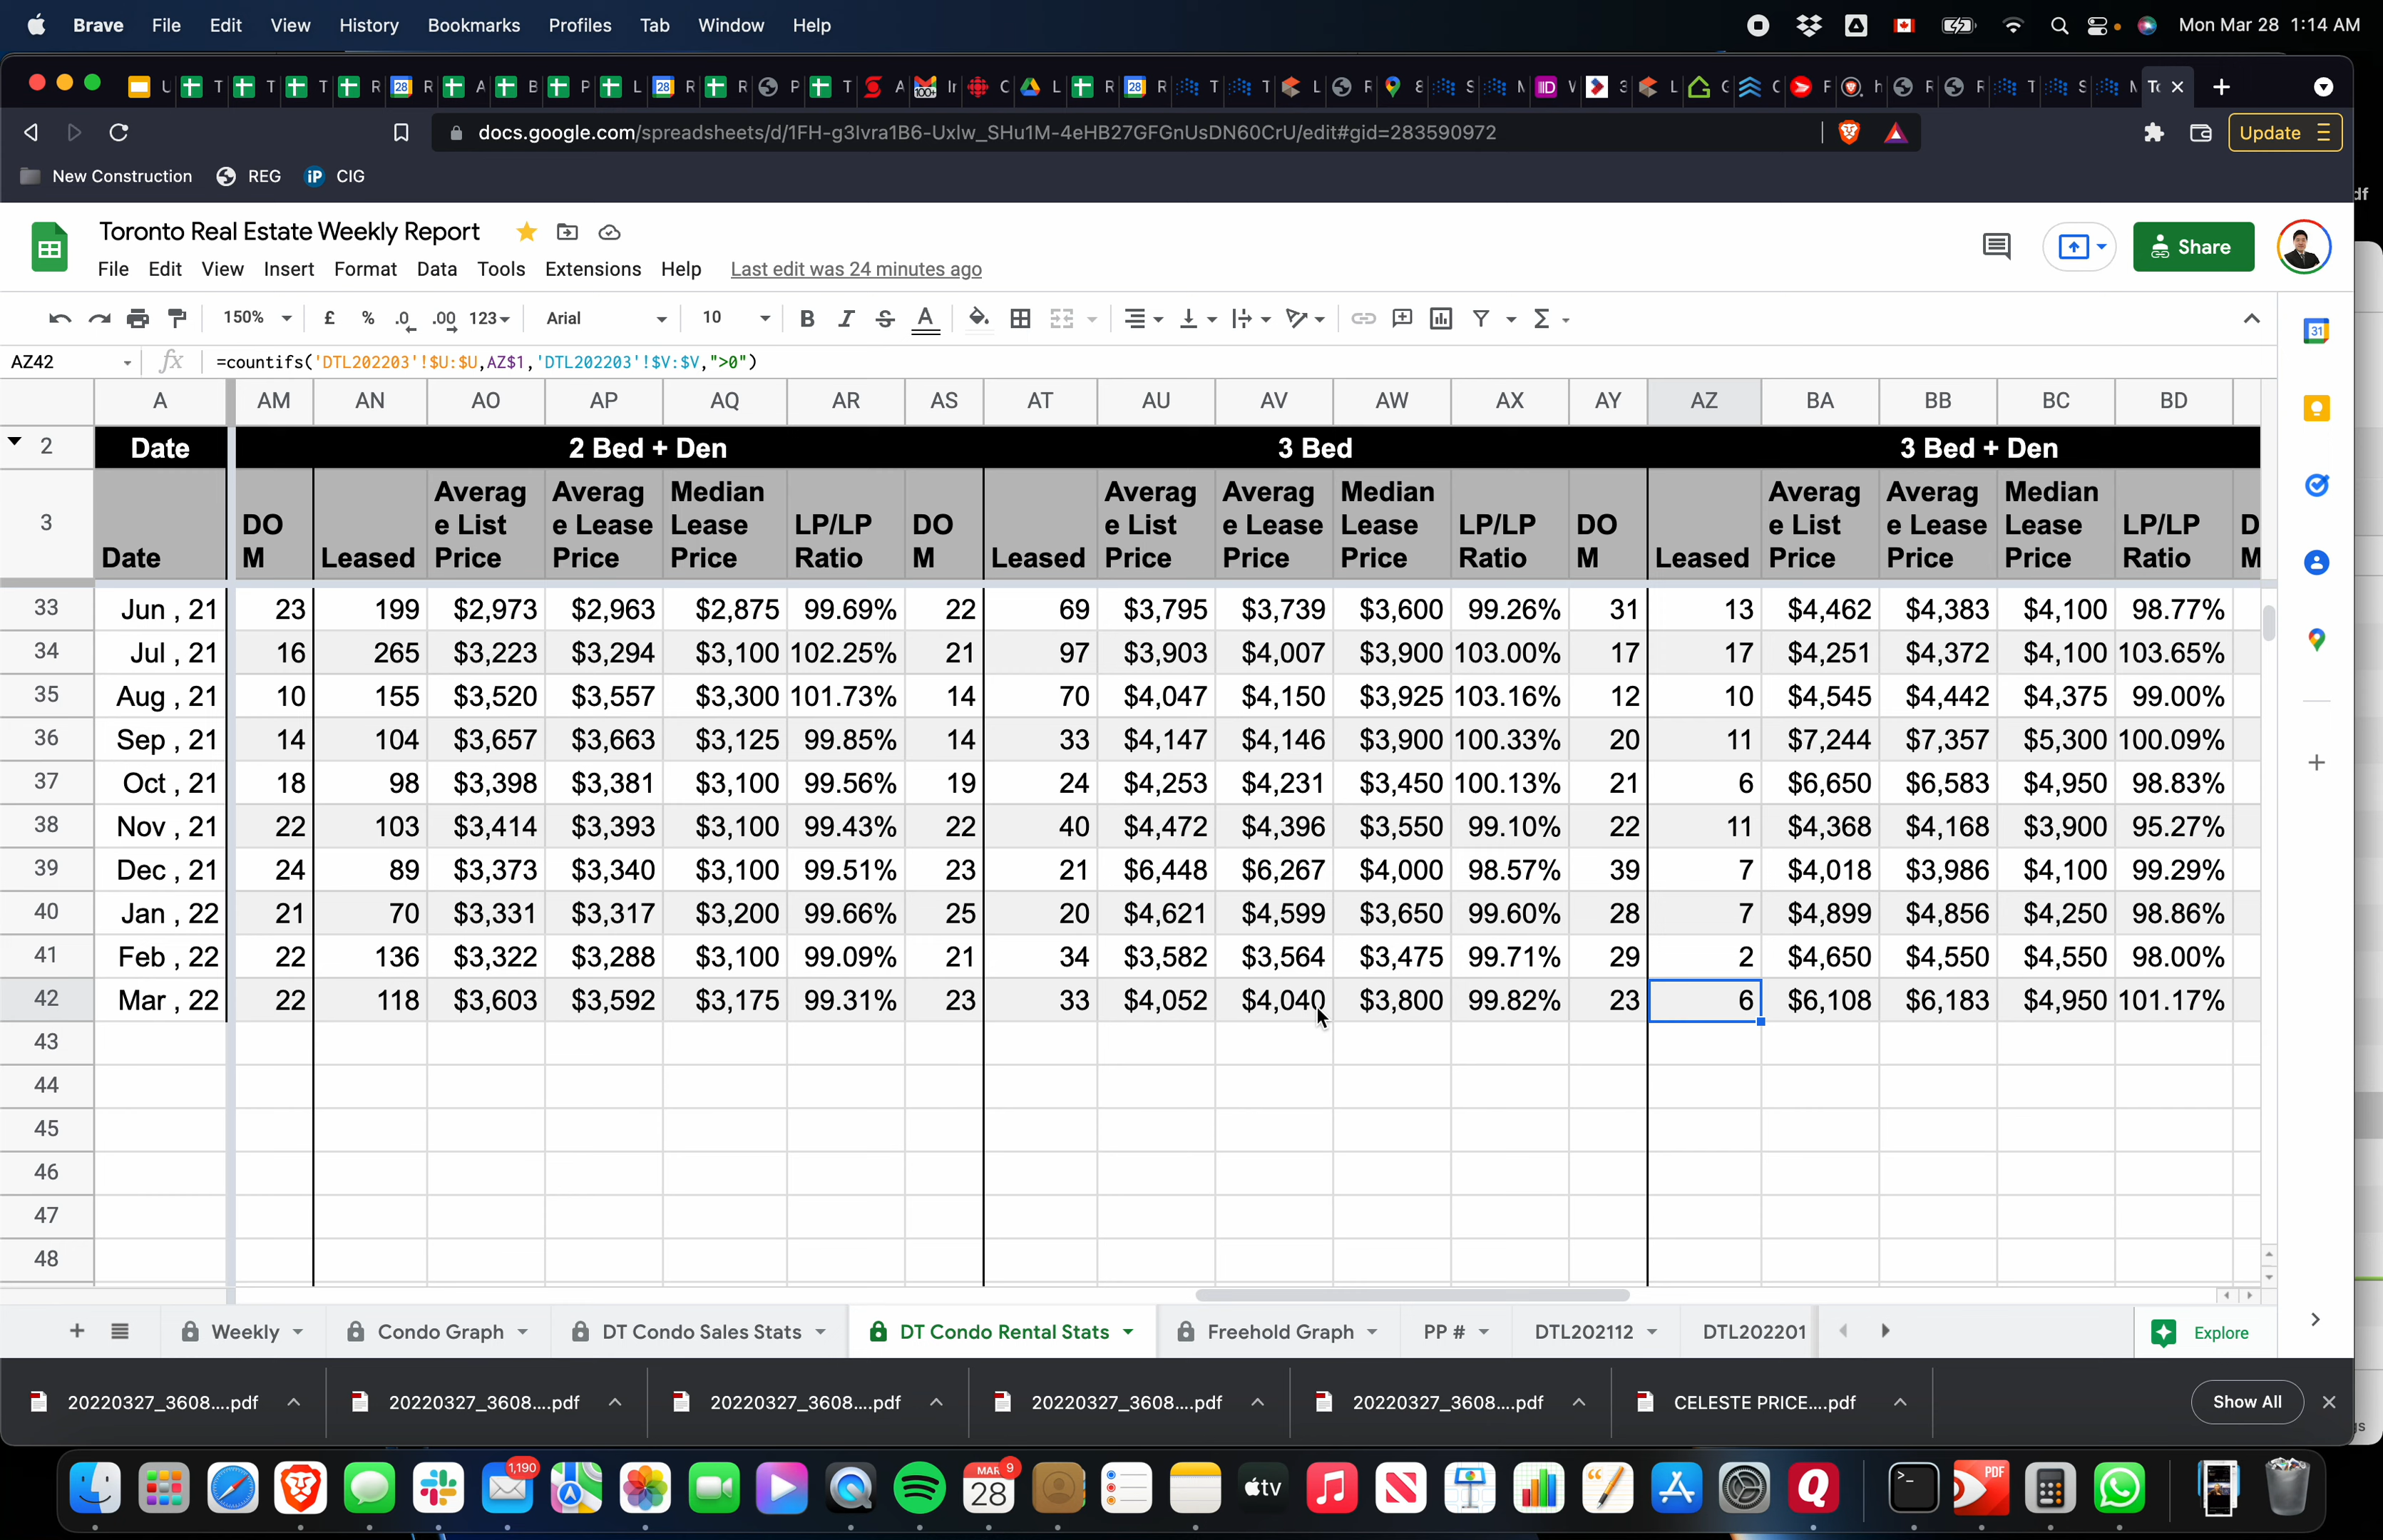 Brave File Edit View History Bookmarks Profiles Tab Window Help Mon Mar 28 1:14 AM
docs.google.com/spreadsheets/d/1FH-g3Ivra1B6-UxIw_SHu1M-4eHB27GFGnUsDN60CrU/edit#gid=283590972 Update
New Construction REG iP CIG
Toronto Real Estate Weekly Report
File Edit View Insert Format Data Tools Extensions Help Last edit was 24 minutes ago Share
150% £ % .0 .00 123 Arial 10 B I S A Σ
AZ42 fx =countifs('DTL202203'!$U:$U,AZ$1,'DTL202203'!$V:$V,">0")
A AM AN AO AP AQ AR AS AT AU AV AW AX AY AZ BA BB BC BD
2 Date 2 Bed + Den 3 Bed 3 Bed + Den
Averag Averag Median Averag Averag Median Averag Averag Median
3 DO e List e Lease Lease LP/LP DO e List e Lease Lease LP/LP DO e List e Lease Lease LP/LP D
Date M Leased Price Price Price Ratio M Leased Price Price Price Ratio M Leased Price Price Price Ratio M
33 Jun , 21 23 199 $2,973 $2,963 $2,875 99.69% 22 69 $3,795 $3,739 $3,600 99.26% 31 13 $4,462 $4,383 $4,100 98.77%
34 Jul , 21 16 265 $3,223 $3,294 $3,100 102.25% 21 97 $3,903 $4,007 $3,900 103.00% 17 17 $4,251 $4,372 $4,100 103.65%
35 Aug , 21 10 155 $3,520 $3,557 $3,300 101.73% 14 70 $4,047 $4,150 $3,925 103.16% 12 10 $4,545 $4,442 $4,375 99.00%
36 Sep , 21 14 104 $3,657 $3,663 $3,125 99.85% 14 33 $4,147 $4,146 $3,900 100.33% 20 11 $7,244 $7,357 $5,300 100.09%
37 Oct , 21 18 98 $3,398 $3,381 $3,100 99.56% 19 24 $4,253 $4,231 $3,450 100.13% 21 6 $6,650 $6,583 $4,950 98.83%
38 Nov , 21 22 103 $3,414 $3,393 $3,100 99.43% 22 40 $4,472 $4,396 $3,550 99.10% 22 11 $4,368 $4,168 $3,900 95.27%
39 Dec , 21 24 89 $3,373 $3,340 $3,100 99.51% 23 21 $6,448 $6,267 $4,000 98.57% 39 7 $4,018 $3,986 $4,100 99.29%
40 Jan , 22 21 70 $3,331 $3,317 $3,200 99.66% 25 20 $4,621 $4,599 $3,650 99.60% 28 7 $4,899 $4,856 $4,250 98.86%
41 Feb , 22 22 136 $3,322 $3,288 $3,100 99.09% 21 34 $3,582 $3,564 $3,475 99.71% 29 2 $4,650 $4,550 $4,550 98.00%
42 Mar , 22 22 118 $3,603 $3,592 $3,175 99.31% 23 33 $4,052 $4,040 $3,800 99.82% 23 6 $6,108 $6,183 $4,950 101.17%
43
44
45
46
47
48
Weekly Condo Graph DT Condo Sales Stats DT Condo Rental Stats Freehold Graph PP # DTL202112 DTL202201 Explore
20220327_3608....pdf 20220327_3608....pdf 20220327_3608....pdf 20220327_3608....pdf 20220327_3608....pdf CELESTE PRICE....pdf Show All
1,190 MAR 28 9 tv PDF